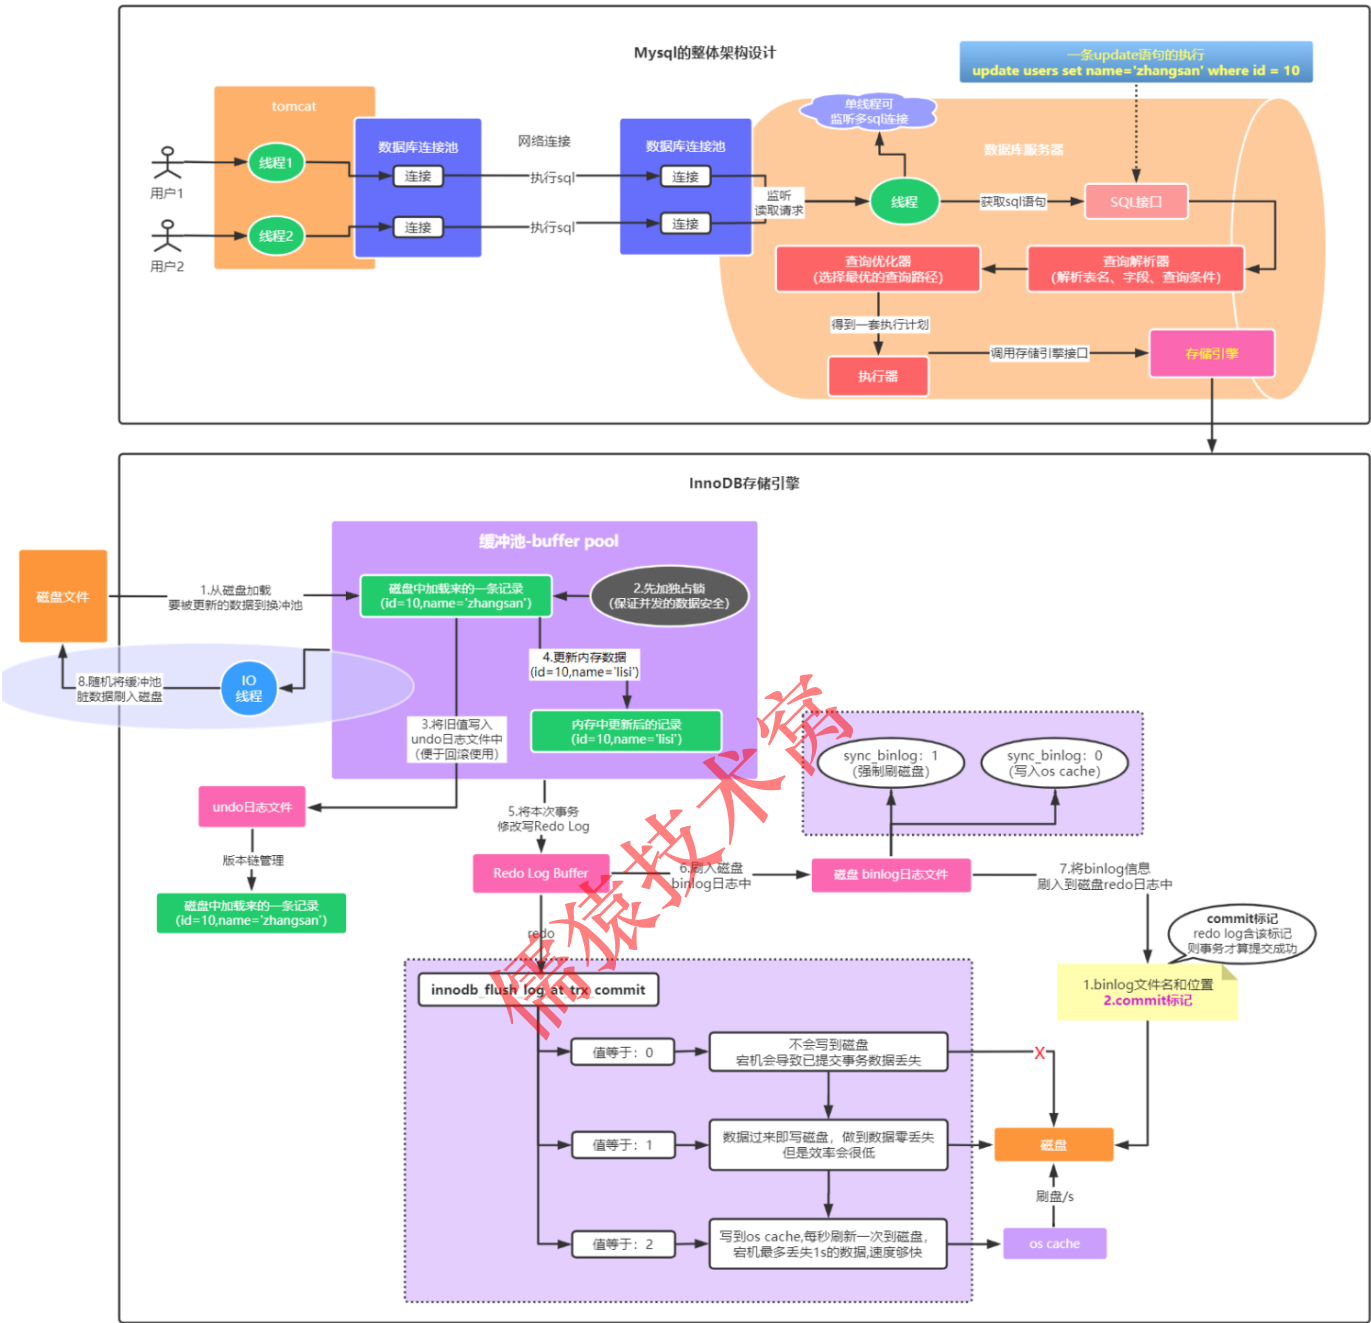 Mysql的整体架构设计
一条update语句的执行
update users set name='zhangsan' where id = 10
tomcat
单线程可
监听多sql连接
数据库连接池
网络连接
数据库连接池
数据库服务器
用户1
线程1
连接
执行sql
连接
监听
读取请求
线程
获取sql语句
SQL接口
用户2
线程2
连接
执行sql
连接
查询优化器
(选择最优的查询路径)
查询解析器
(解析表名、字段、查询条件)
得到一套执行计划
执行器
调用存储引擎接口
存储引擎
InnoDB存储引擎
缓冲池-buffer pool
磁盘文件
1.从磁盘加载
要被更新的数据到换冲池
磁盘中加载来的一条记录
(id=10,name='zhangsan')
2.先加独占锁
(保证并发的数据安全)
4.更新内存数据
(id=10,name='lisi')
8.随机将缓冲池
脏数据刷入磁盘
IO
线程
3.将旧值写入
undo日志文件中
（便于回滚使用）
内存中更新后的记录
(id=10,name='lisi')
sync_binlog：1
(强制刷磁盘)
sync_binlog：0
(写入os cache)
undo日志文件
5.将本次事务
修改写Redo Log
版本链管理
Redo Log Buffer
6.刷入磁盘
binlog日志中
磁盘 binlog日志文件
7.将binlog信息
刷入到磁盘redo日志中
磁盘中加载来的一条记录
(id=10,name='zhangsan')
commit标记
redo log含该标记
则事务才算提交成功
redo
innodb_flush_log_at_trx_commit
1.binlog文件名和位置
2.commit标记
值等于：0
不会写到磁盘
宕机会导致已提交事务数据丢失
X
值等于：1
数据过来即写磁盘，做到数据零丢失
但是效率会很低
磁盘
刷盘/s
值等于：2
写到os cache,每秒刷新一次到磁盘，
宕机最多丢失1s的数据,速度够快
os cache
儒猿技术窝